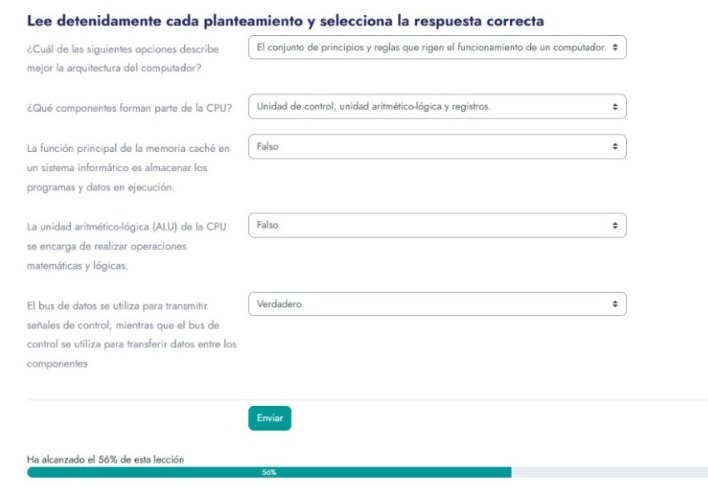 Lee detenidamente cada planteamiento y selecciona la respuesta correcta
¿Cuál de las siguientes opciones describe
mejor la arquitectura del computador?
El conjunto de principios y reglas que rigen el funcionamiento de un computador.
¿Qué componentes forman parte de la CPU?
Unidad de control, unidad aritmético-lógica y registros.
La función principal de la memoria caché en
un sistema informático es almacenar los
programas y datos en ejecución.
Falso
La unidad aritmético-lógica (ALU) de la CPU
se encarga de realizar operaciones
matemáticas y lógicas.
Falso
El bus de datos se utiliza para transmitir
señales de control, mientras que el bus de
control se utiliza para transferir datos entre los
componentes
Verdadero
Enviar
Ha alcanzado el 56% de esta lección
56%